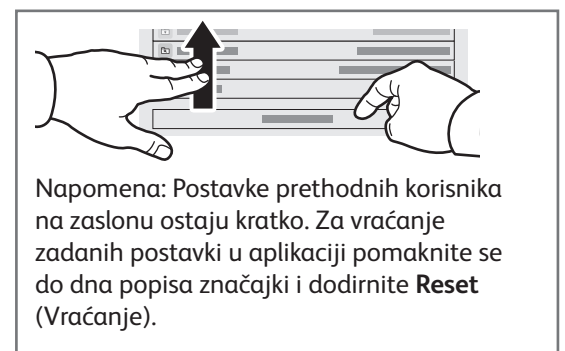 Napomena: Postavke prethodnih korisnika
na zaslonu ostaju kratko. Za vraćanje
zadanih postavki u aplikaciji pomaknite se
do dna popisa značajki i dodirnite Reset
(Vraćanje).